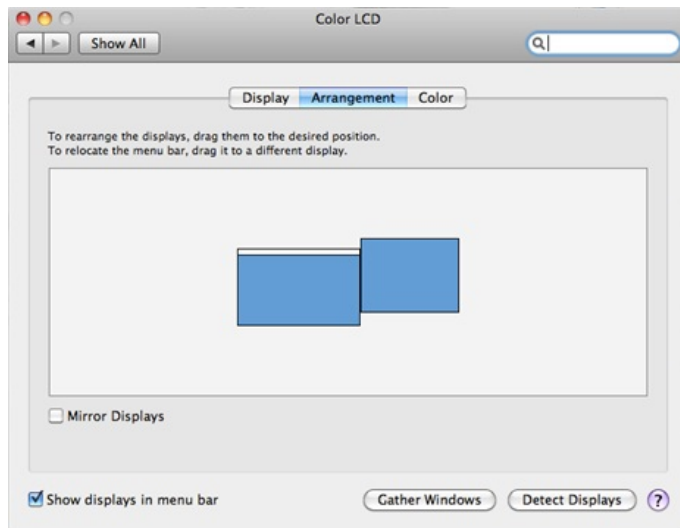 Color LCD
Show All
Display Arrangement Color
To rearrange the displays, drag them to the desired position.
To relocate the menu bar, drag it to a different display.
Mirror Displays
Show displays in menu bar Gather Windows Detect Displays ?